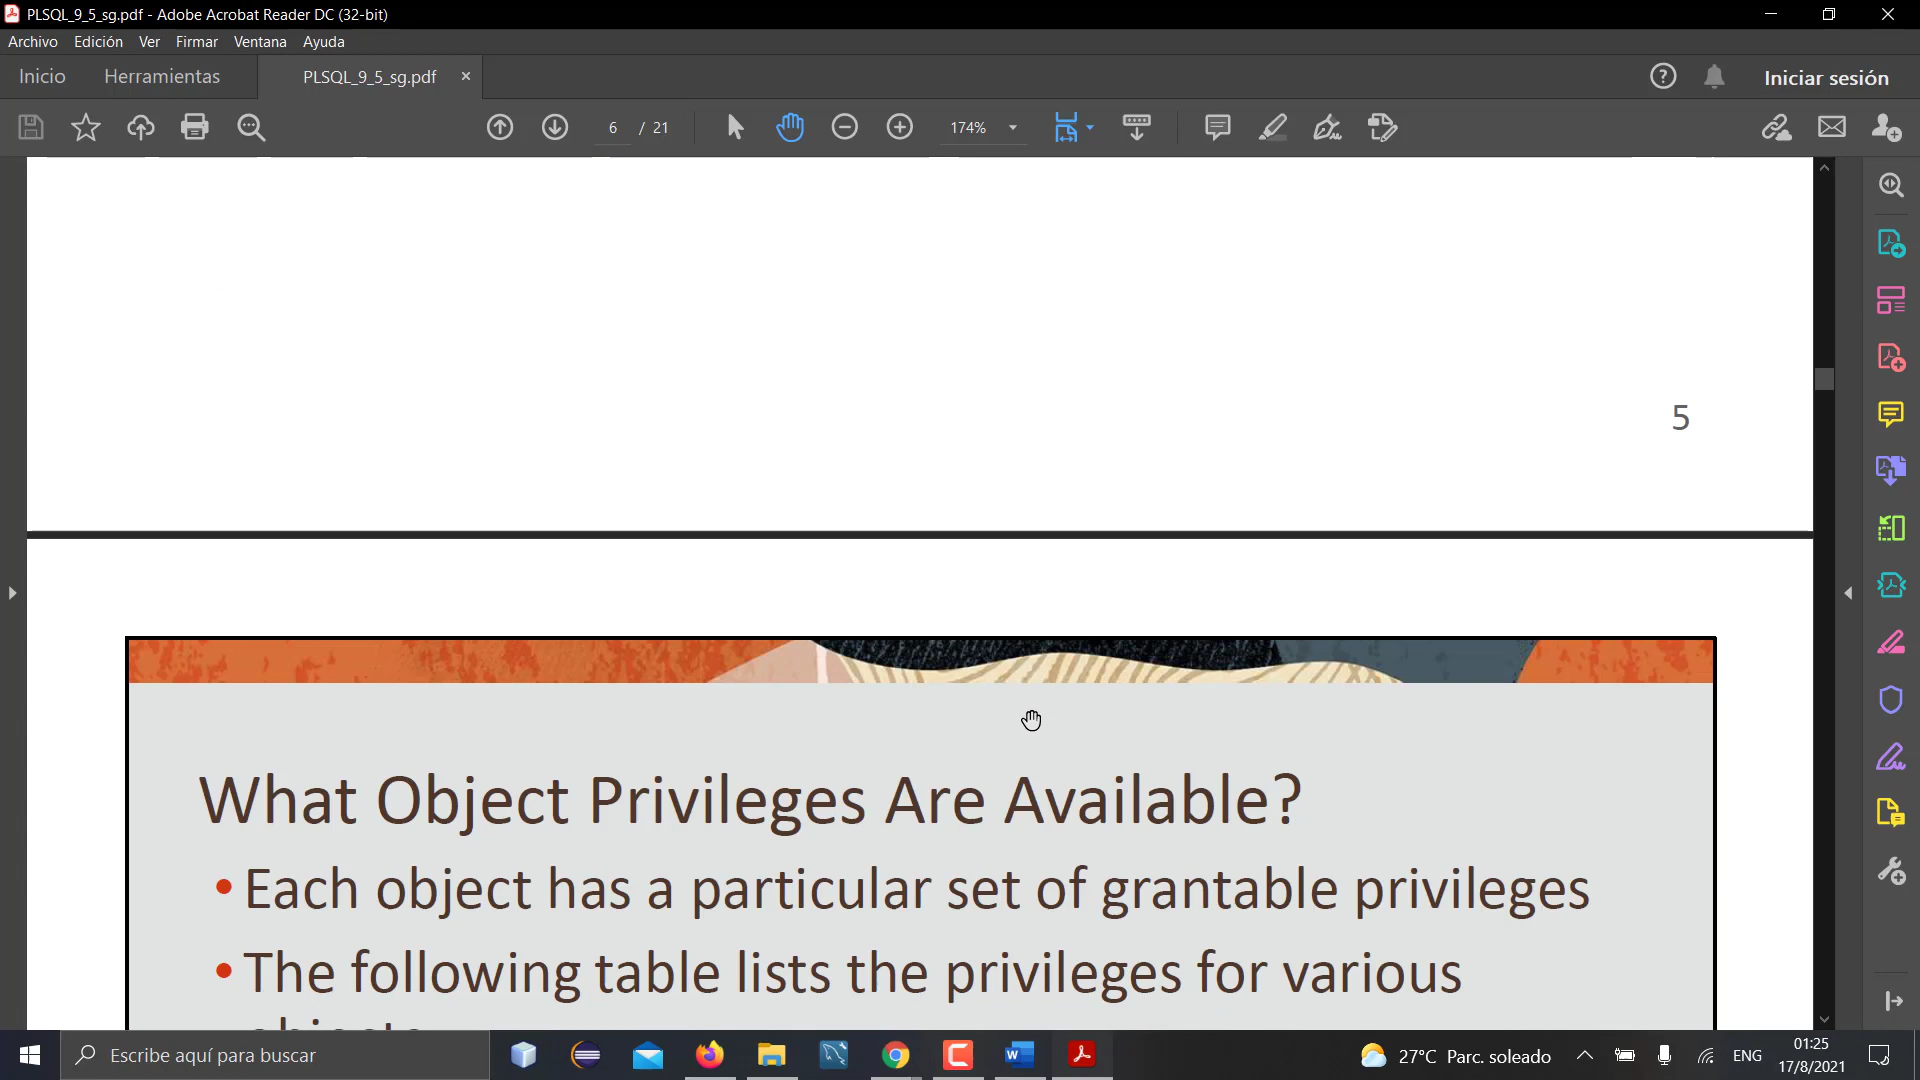 PLSQL_9_5_sg.pdf - Adobe Acrobat Reader DC (32-bit)
Archivo Edición Ver Firmar Ventana Ayuda
Inicio Herramientas PLSQL_9_5_sg.pdf Iniciar sesión
6 / 21 174%
5
What Object Privileges Are Available?
• Each object has a particular set of grantable privileges
• The following table lists the privileges for various
objects
Escribe aquí para buscar
27°C Parc. soleado ENG 01:25
17/8/2021